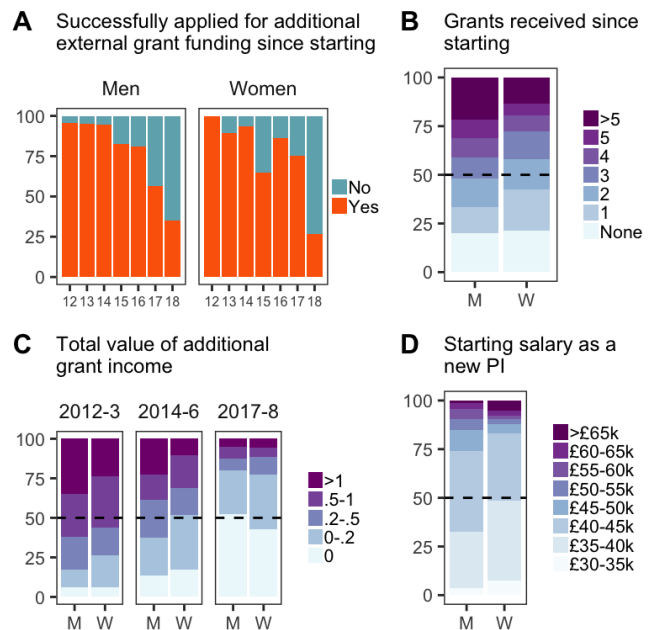 A Successfully applied for additional
external grant funding since starting
Men Women
100
75
50
25
0
12 13 14 15 16 17 18 12 13 14 15 16 17 18
No
Yes
B Grants received since
starting
100
75
50
25
0
M W
>5
5
4
3
2
1
None
C Total value of additional
grant income
2012-3 2014-6 2017-8
100
75
50
25
0
M W M W M W
>1
.5-1
.2-.5
0-.2
0
D Starting salary as a
new PI
100
75
50
25
0
M W
>£65k
£60-65k
£55-60k
£50-55k
£45-50k
£40-45k
£35-40k
£30-35k